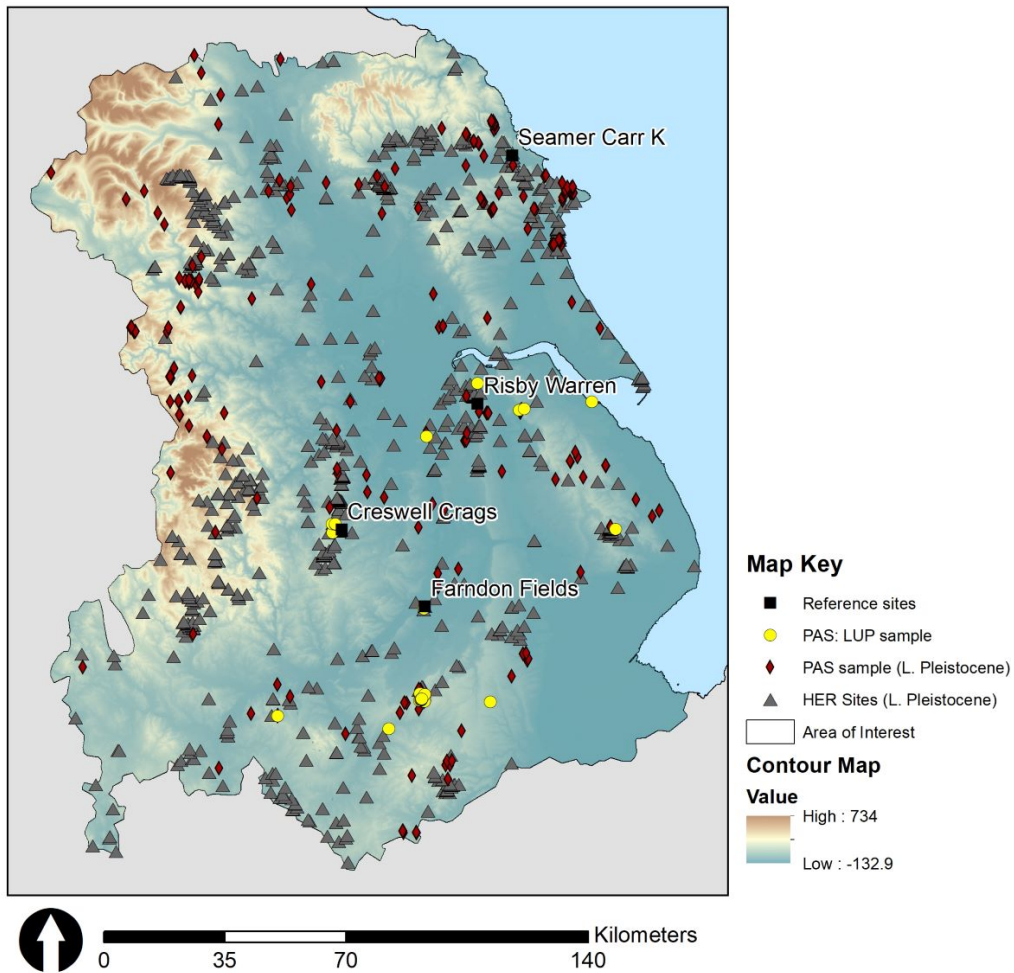 Seamer Carr K
Risby Warren
Creswell Crags
Farndon Fields
Map Key
Reference sites
PAS: LUP sample
PAS sample (L. Pleistocene)
HER Sites (L. Pleistocene)
Area of Interest
Contour Map
Value
High : 734
Low : -132.9
Kilometers
0 35 70 140